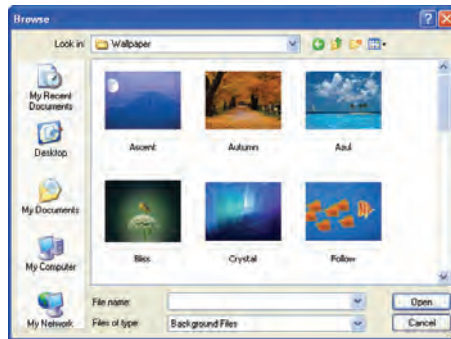 Browse
Look in: Wallpaper
My Recent
Documents
Desktop
My Documents
My Computer
My Network
Ascent
Autumn
Azul
Bliss
Crystal
Follow
File name:
Open
Files of type: Background Files
Cancel